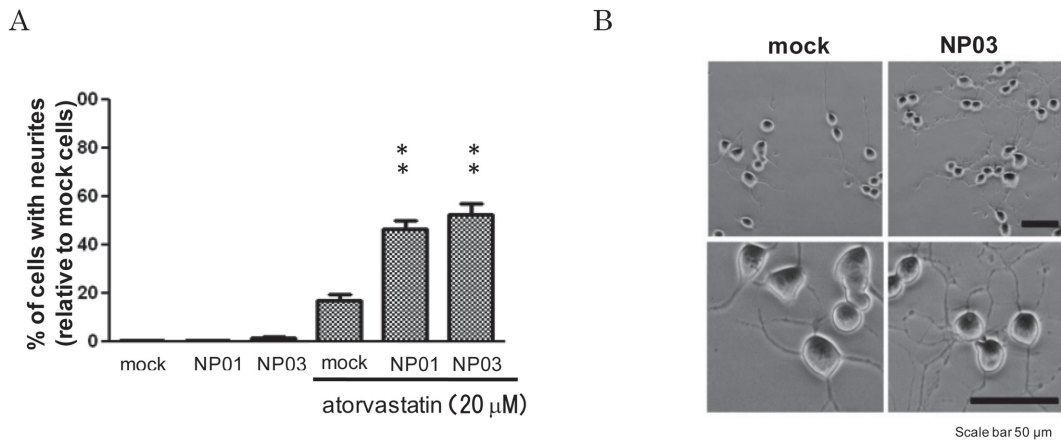 A
% of cells with neurites
(relative to mock cells)
00
80
60
40
20
0
* *
* *
mock NP01 NP03 mock NP01 NP03
atorvastatin (20 μM)
B
mock NP03
Scale bar 50 μm